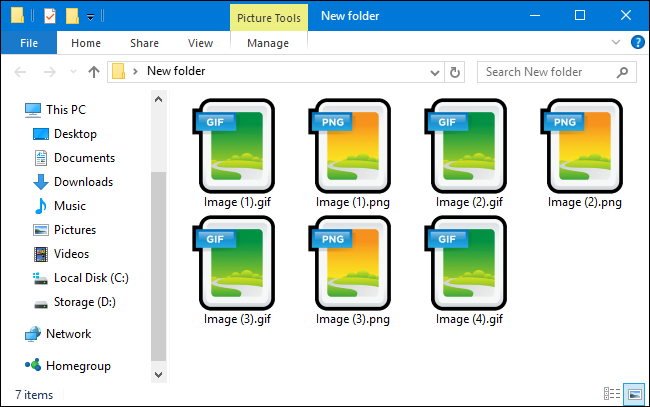 Picture Tools New folder
File Home Share View Manage
New folder Search New folder
This PC
Desktop
Documents
Downloads
Music
Pictures
Videos
Local Disk (C:)
Storage (D:)
Network
Homegroup
GIF PNG GIF PNG
Image (1).gif Image (1).png Image (2).gif Image (2).png
GIF PNG GIF
Image (3).gif Image (3).png Image (4).gif
7 items